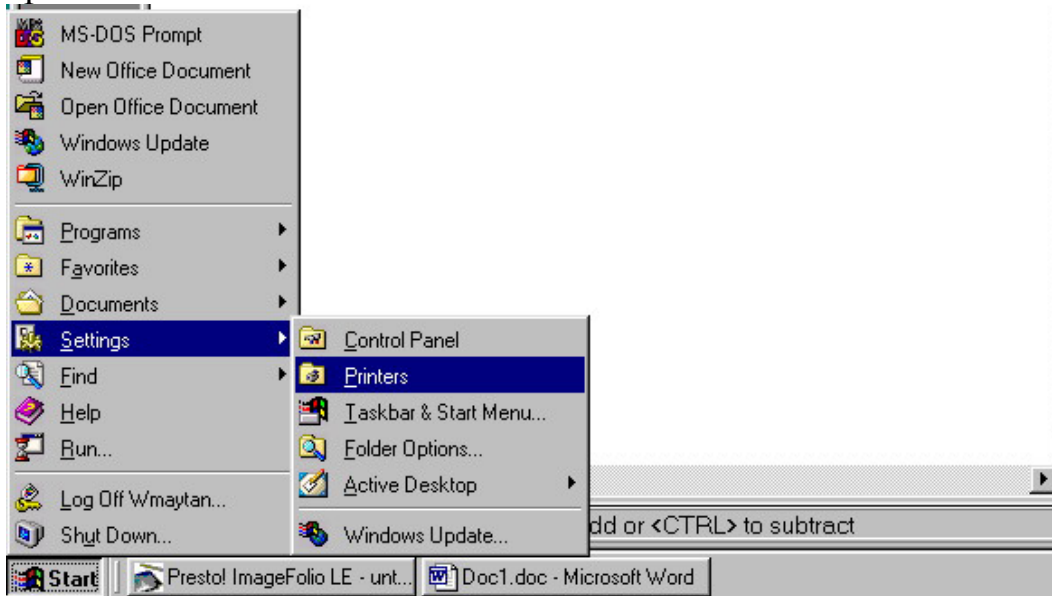 MS-DOS Prompt
New Office Document
Open Office Document
Windows Update
WinZip
Programs
Favorites
Documents
Settings
Find
Help
Run...
Log Off Wmaytan...
Shut Down...
Control Panel
Printers
Taskbar & Start Menu...
Folder Options...
Active Desktop
Windows Update...
dd or <CTRL> to subtract
Start
Presto! ImageFolio LE - unt...
Doc1.doc - Microsoft Word